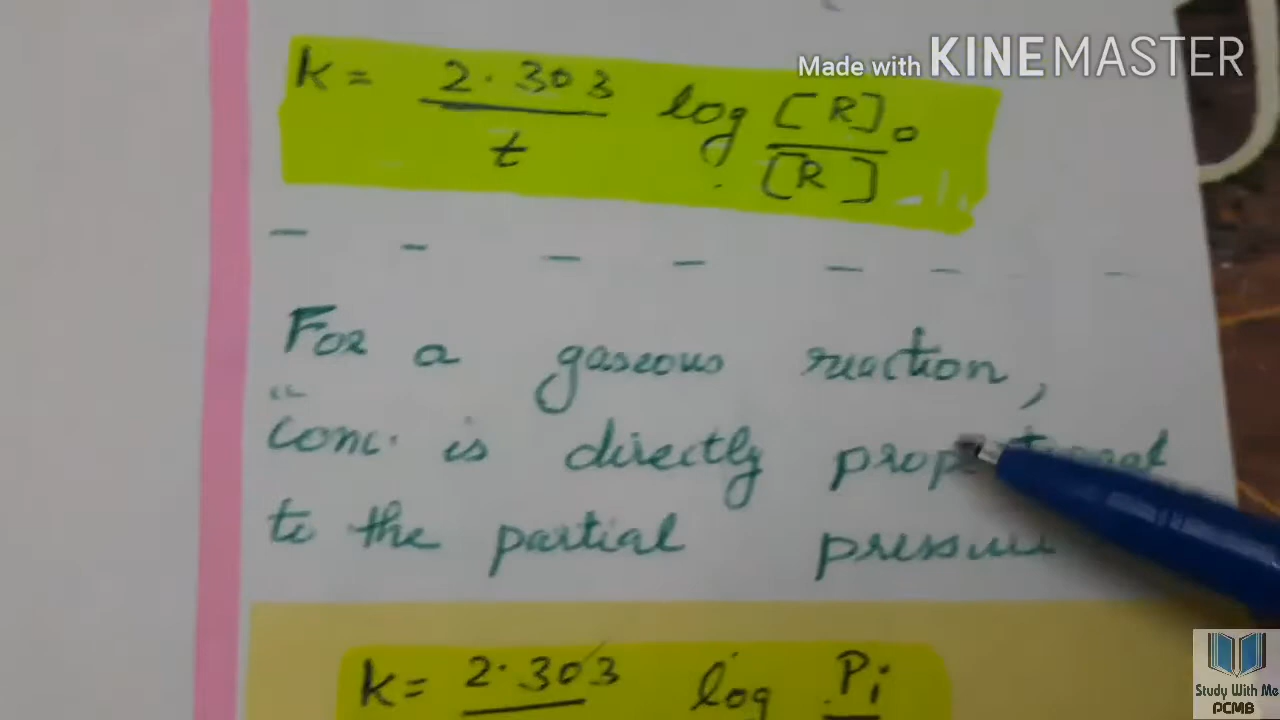 Made with KINEMASTER
k = 2.303 / t log [R]₀ / [R]
For a gaseous reaction,
conc. is directly
to the partial
k = 2.303 log Pi
Study With Me
PCMB